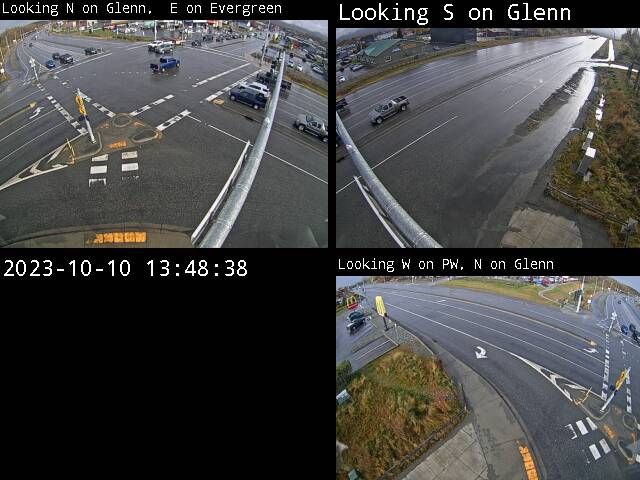 Looking N on Glenn,  E on Evergreen
Looking S on Glenn
2023-10-10 13:48:38
Looking W on PW, N on Glenn